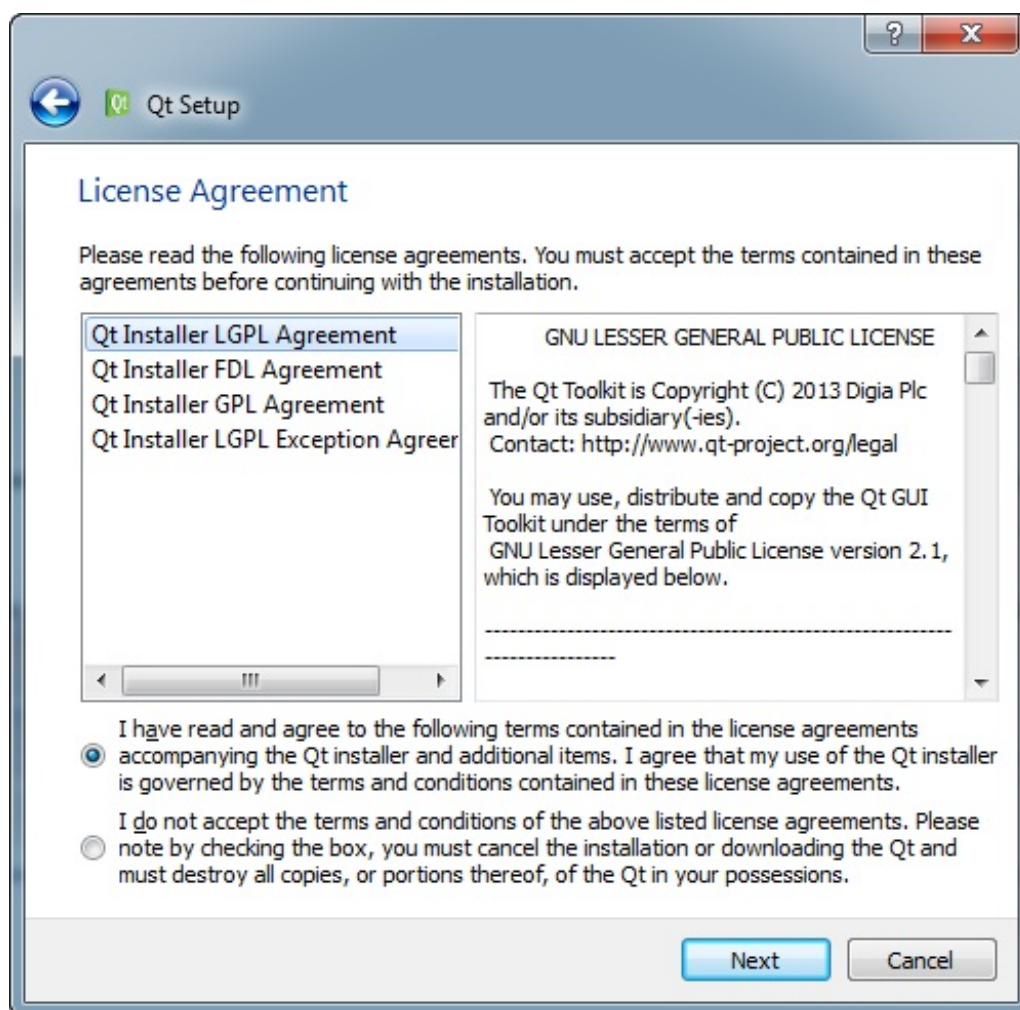 Qt Setup
License Agreement
Please read the following license agreements. You must accept the terms contained in these
agreements before continuing with the installation.
Qt Installer LGPL Agreement
Qt Installer FDL Agreement
Qt Installer GPL Agreement
Qt Installer LGPL Exception Agreer
GNU LESSER GENERAL PUBLIC LICENSE
The Qt Toolkit is Copyright (C) 2013 Digia Plc
and/or its subsidiary(-ies).
Contact: http://www.qt-project.org/legal
You may use, distribute and copy the Qt GUI
Toolkit under the terms of
GNU Lesser General Public License version 2.1,
which is displayed below.
---------------------------------------------------------
----------------
I have read and agree to the following terms contained in the license agreements
accompanying the Qt installer and additional items. I agree that my use of the Qt installer
is governed by the terms and conditions contained in these license agreements.
I do not accept the terms and conditions of the above listed license agreements. Please
note by checking the box, you must cancel the installation or downloading the Qt and
must destroy all copies, or portions thereof, of the Qt in your possessions.
Next
Cancel